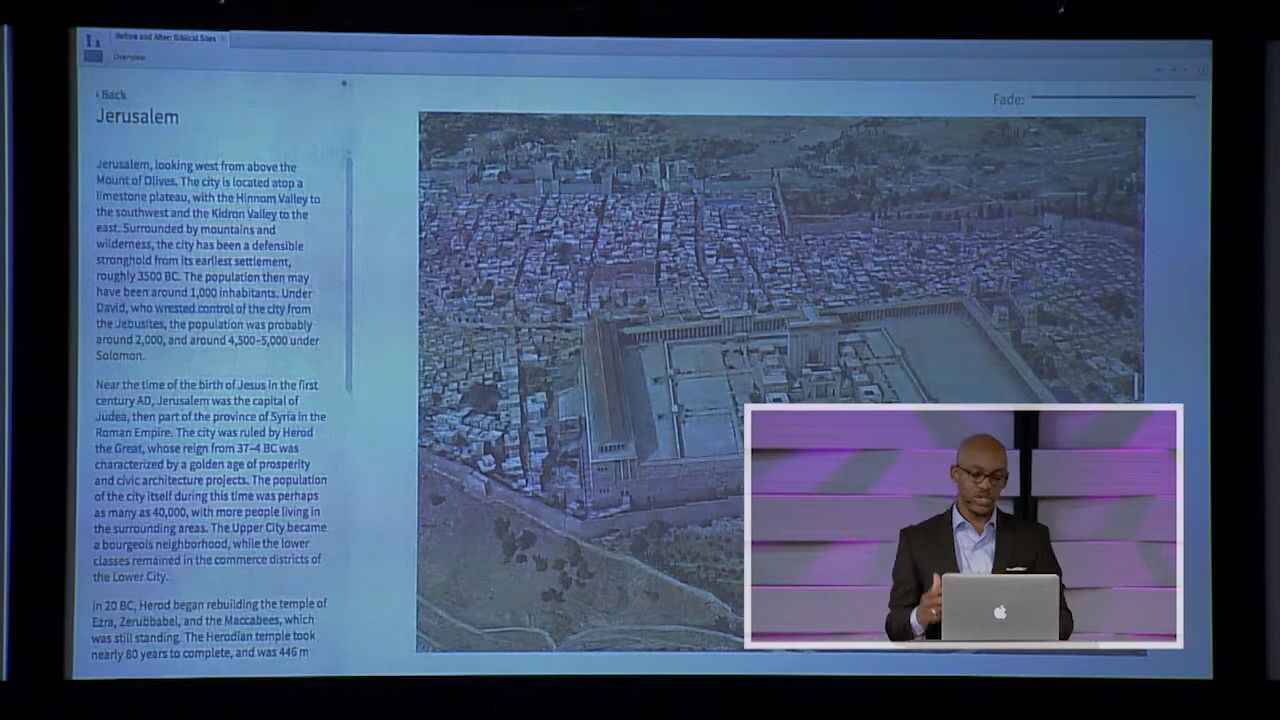 Before and After: Biblical Sites
Overview
‹ Back
Jerusalem
Fade:
Jerusalem, looking west from above the
Mount of Olives. The city is located atop a
limestone plateau, with the Hinnom Valley to
the southwest and the Kidron Valley to the
east. Surrounded by mountains and
wilderness, the city has been a defensible
stronghold from its earliest settlement,
roughly 3500 BC. The population then may
have been around 1,000 inhabitants. Under
David, who wrested control of the city from
the Jebusites, the population was probably
around 2,000, and around 4,500–5,000 under
Solomon.
Near the time of the birth of Jesus in the first
century AD, Jerusalem was the capital of
Judea, then part of the province of Syria in the
Roman Empire. The city was ruled by Herod
the Great, whose reign from 37–4 BC was
characterized by a golden age of prosperity
and civic architecture projects. The population
of the city itself during this time was perhaps
as many as 40,000, with more people living in
the surrounding areas. The Upper City became
a bourgeois neighborhood, while the lower
classes remained in the commerce districts of
the Lower City.
In 20 BC, Herod began rebuilding the temple of
Ezra, Zerubbabel, and the Maccabees, which
was still standing. The Herodian temple took
nearly 80 years to complete, and was 446 m